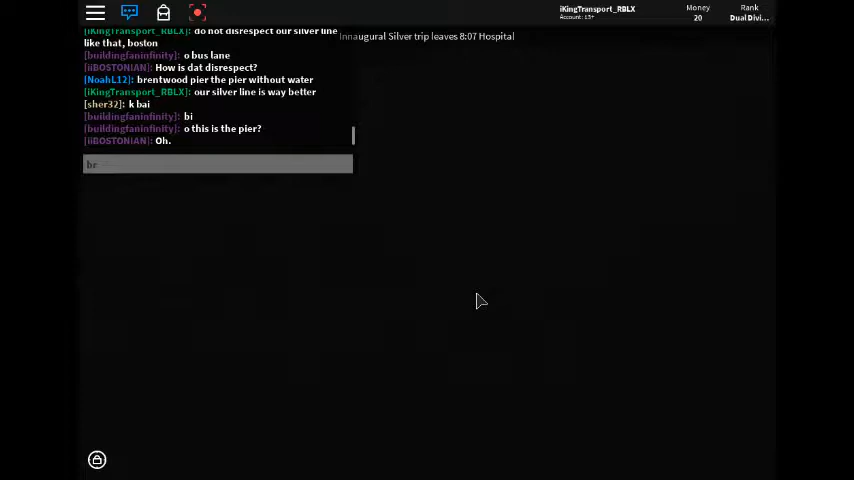 iKingTransport_RBLX
Account: 13+
Money
20
Rank
Dual Divi...
Innaugural Silver trip leaves 8:07 Hospital
[iKingTransport_RBLX]: do not disrespect our silver line
like that, boston
[buildingfaninfinity]: o bus lane
[iiBOSTONIAN]: How is dat disrespect?
[NoahL12]: brentwood pier the pier without water
[iKingTransport_RBLX]: our silver line is way better
[sher32]: k bai
[buildingfaninfinity]: bi
[buildingfaninfinity]: o this is the pier?
[iiBOSTONIAN]: Oh.
br